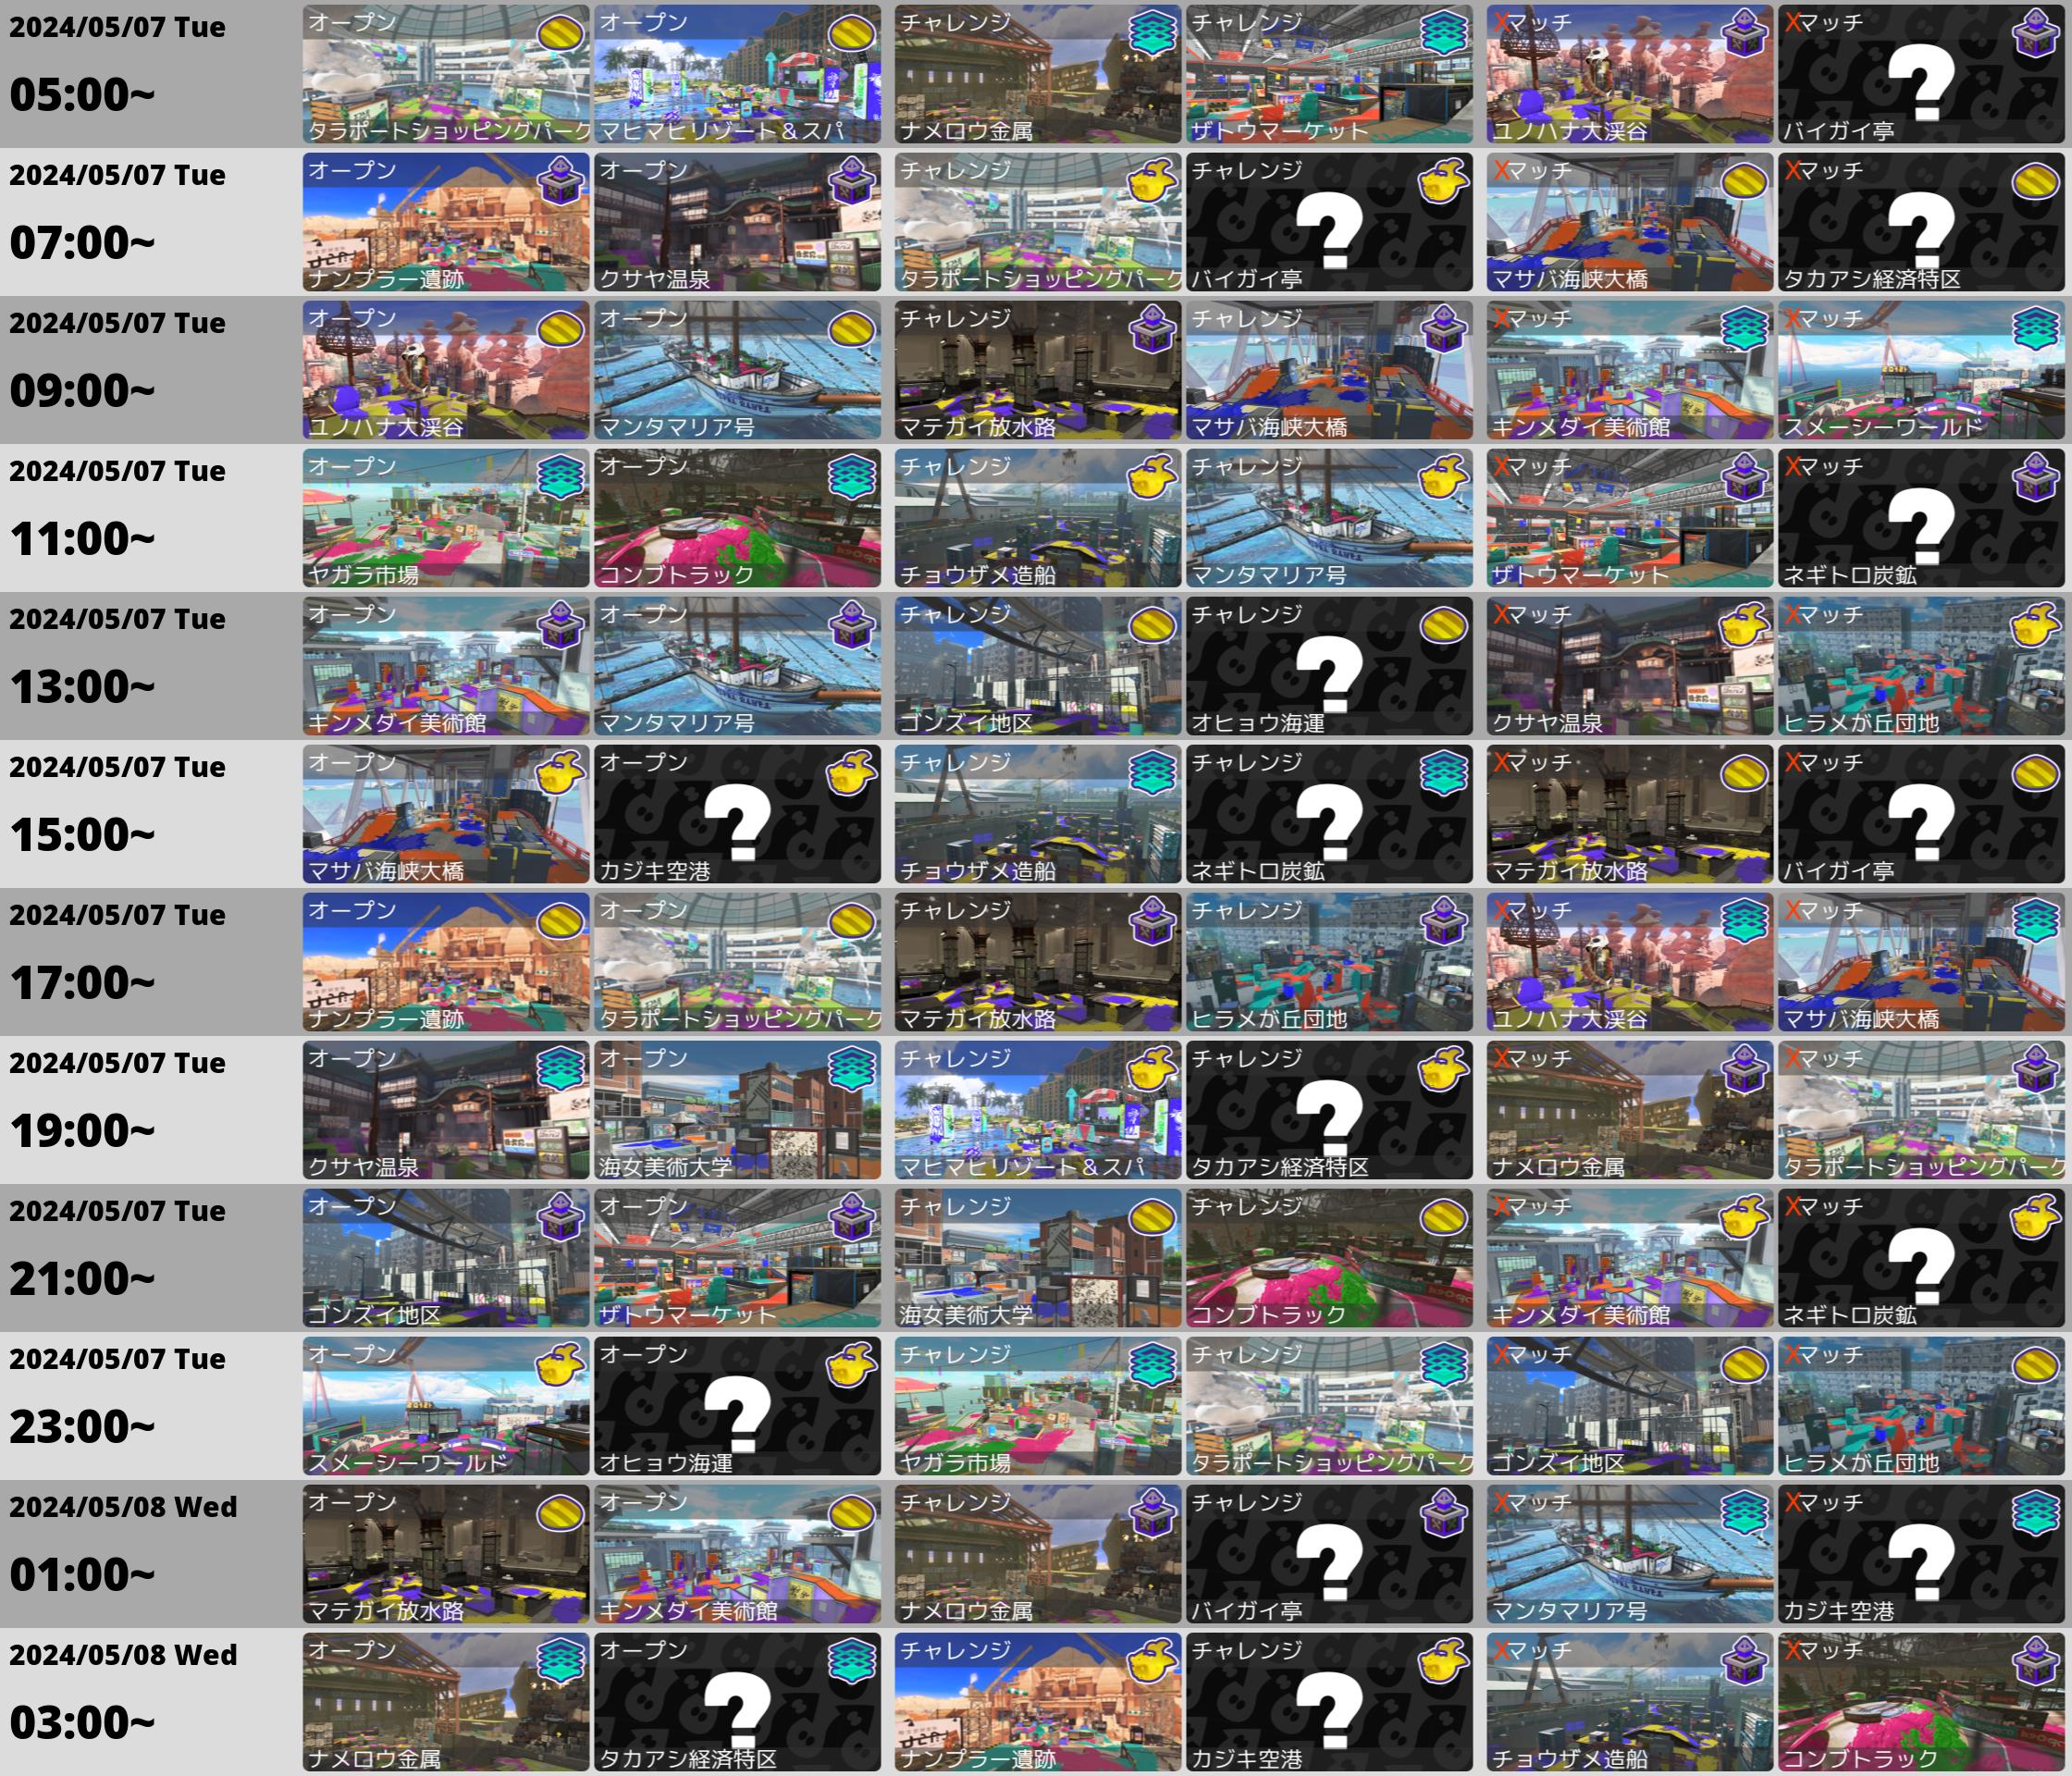 2024/05/07 Tue
05:00~
オープン
タラポートショッピングパーク
オープン
マヒマヒリゾート＆スパ
チャレンジ
ナメロウ金属
チャレンジ
ザトウマーケット
Xマッチ
ユノハナ大渓谷
Xマッチ
バイガイ亭
2024/05/07 Tue
07:00~
オープン
ナンプラー遺跡
オープン
クサヤ温泉
チャレンジ
タラポートショッピングパーク
チャレンジ
バイガイ亭
Xマッチ
マサバ海峡大橋
Xマッチ
タカアシ経済特区
2024/05/07 Tue
09:00~
オープン
ユノハナ大渓谷
オープン
マンタマリア号
チャレンジ
マテガイ放水路
チャレンジ
マサバ海峡大橋
Xマッチ
キンメダイ美術館
Xマッチ
スメーシーワールド
2024/05/07 Tue
11:00~
オープン
ヤガラ市場
オープン
コンブトラック
チャレンジ
チョウザメ造船
チャレンジ
マンタマリア号
Xマッチ
ザトウマーケット
Xマッチ
ネギトロ炭鉱
2024/05/07 Tue
13:00~
オープン
キンメダイ美術館
オープン
マンタマリア号
チャレンジ
ゴンズイ地区
チャレンジ
オヒョウ海運
Xマッチ
クサヤ温泉
Xマッチ
ヒラメが丘団地
2024/05/07 Tue
15:00~
オープン
マサバ海峡大橋
オープン
カジキ空港
チャレンジ
チョウザメ造船
チャレンジ
ネギトロ炭鉱
Xマッチ
マテガイ放水路
Xマッチ
バイガイ亭
2024/05/07 Tue
17:00~
オープン
ナンプラー遺跡
オープン
タラポートショッピングパーク
チャレンジ
マテガイ放水路
チャレンジ
ヒラメが丘団地
Xマッチ
ユノハナ大渓谷
Xマッチ
マサバ海峡大橋
2024/05/07 Tue
19:00~
オープン
クサヤ温泉
オープン
海女美術大学
チャレンジ
マヒマヒリゾート＆スパ
チャレンジ
タカアシ経済特区
Xマッチ
ナメロウ金属
Xマッチ
タラポートショッピングパーク
2024/05/07 Tue
21:00~
オープン
ゴンズイ地区
オープン
ザトウマーケット
チャレンジ
海女美術大学
チャレンジ
コンブトラック
Xマッチ
キンメダイ美術館
Xマッチ
ネギトロ炭鉱
2024/05/07 Tue
23:00~
オープン
スメーシーワールド
オープン
オヒョウ海運
チャレンジ
ヤガラ市場
チャレンジ
タラポートショッピングパーク
Xマッチ
ゴンズイ地区
Xマッチ
ヒラメが丘団地
2024/05/08 Wed
01:00~
オープン
マテガイ放水路
オープン
キンメダイ美術館
チャレンジ
ナメロウ金属
チャレンジ
バイガイ亭
Xマッチ
マンタマリア号
Xマッチ
カジキ空港
2024/05/08 Wed
03:00~
オープン
ナメロウ金属
オープン
タカアシ経済特区
チャレンジ
ナンプラー遺跡
チャレンジ
カジキ空港
Xマッチ
チョウザメ造船
Xマッチ
コンブトラック